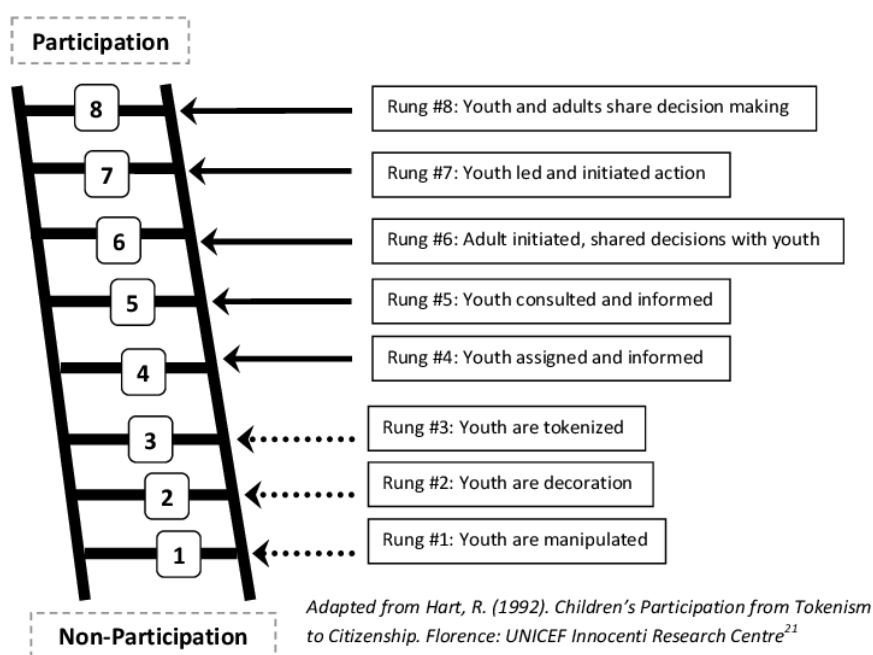 Participation
8
Rung #8: Youth and adults share decision making
7
Rung #7: Youth led and initiated action
6
Rung #6: Adult initiated, shared decisions with youth
5
Rung #5: Youth consulted and informed
4
Rung #4: Youth assigned and informed
3
Rung #3: Youth are tokenized
2
Rung #2: Youth are decoration
1
Rung #1: Youth are manipulated
Non-Participation
Adapted from Hart, R. (1992). Children’s Participation from Tokenism
to Citizenship. Florence: UNICEF Innocenti Research Centre21